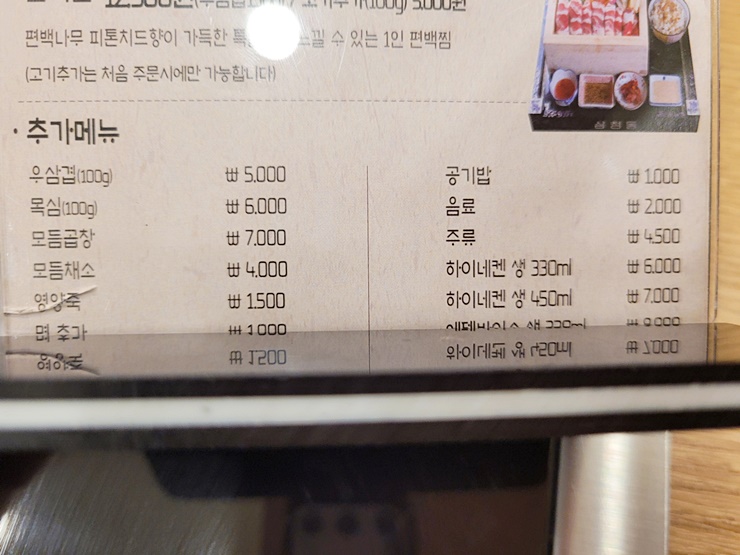 편백나무 피톤치드향이 가득한 수 있는 1인 편백찜
(고기추가는 처음 주문시에만 가능합니다)
· 추가메뉴
우삼겹(100g) ₩ 5,000
목심(100g) ₩ 6,000
모듬곱창 ₩ 7,000
모듬채소 ₩ 4,000
영양죽 ₩ 1,500
면 추가 ₩ 1,000
공기밥 ₩ 1,000
음료 ₩ 2,000
주류 ₩ 4,500
하이네켄 생 330ml ₩ 6,000
하이네켄 생 450ml ₩ 7,000